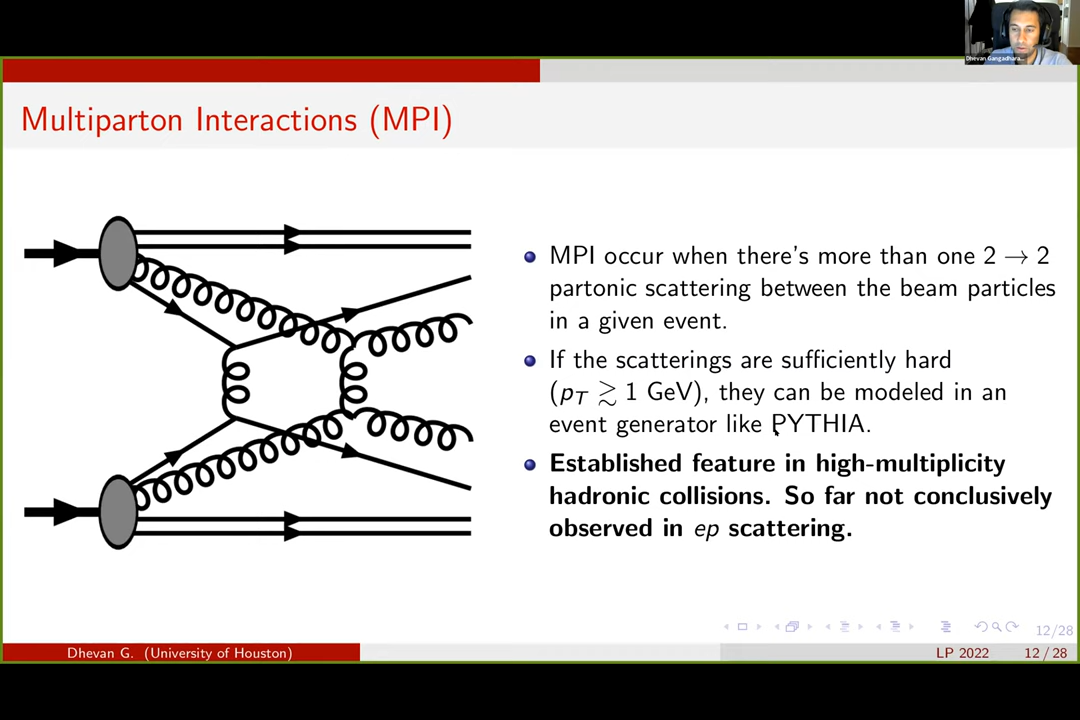 Dhevan Gangadhara...
Multiparton Interactions (MPI)
MPI occur when there's more than one 2 → 2
partonic scattering between the beam particles
in a given event.
If the scatterings are sufficiently hard
(pT ≳ 1 GeV), they can be modeled in an
event generator like PYTHIA.
Established feature in high-multiplicity
hadronic collisions. So far not conclusively
observed in ep scattering.
12/28
Dhevan G. (University of Houston)
LP 2022
12 / 28